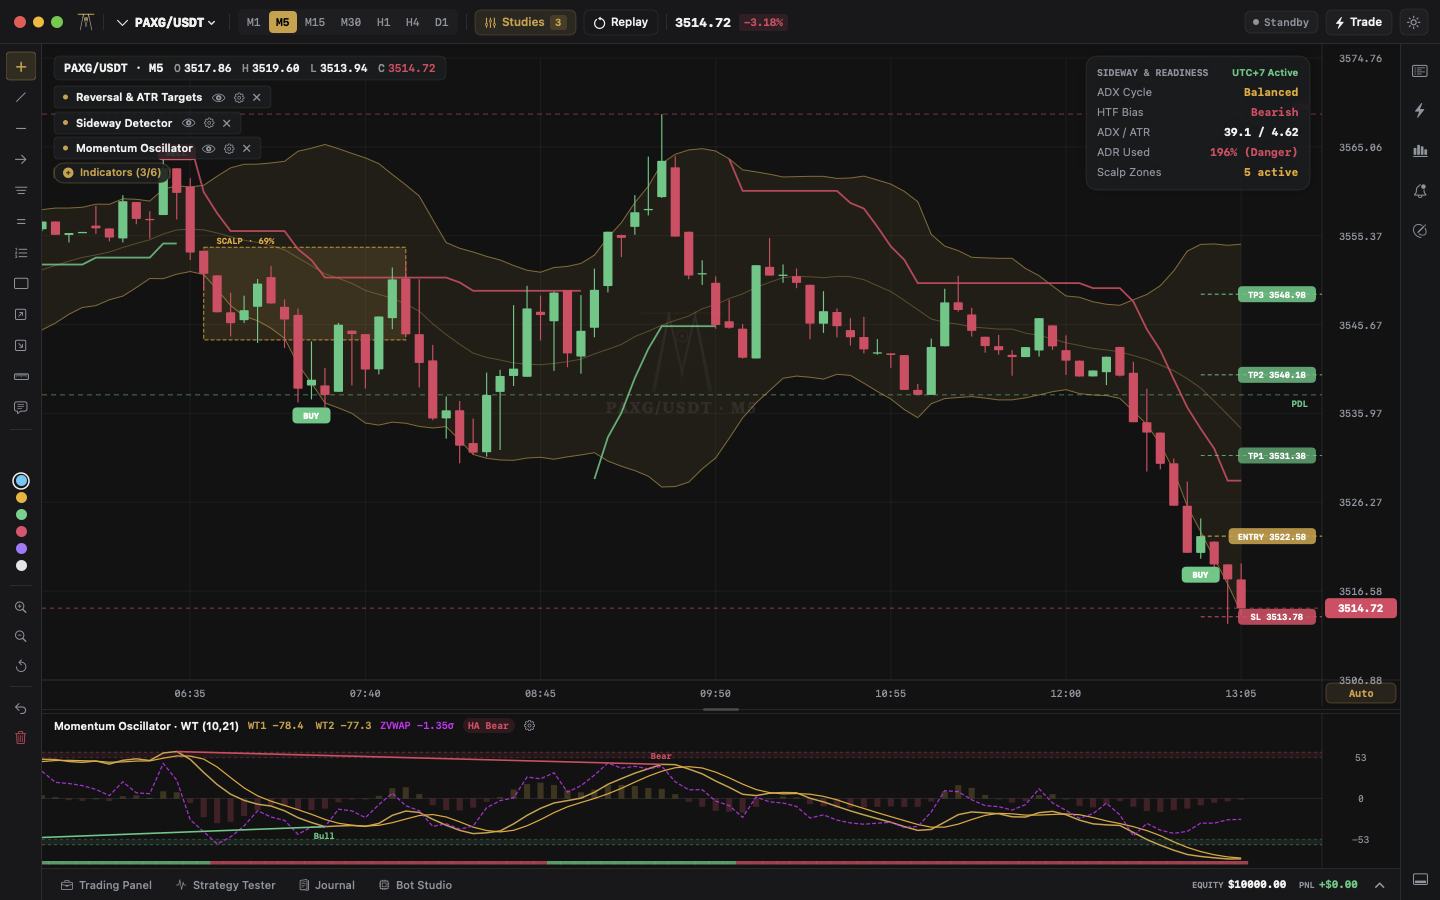 PAXG/USDT
M1 M5 M15 M30 H1 H4 D1
Studies 3
Replay
3514.72 −3.18%
Standby
Trade
PAXG/USDT · M5 O 3517.86 H 3519.60 L 3513.94 C 3514.72
Reversal & ATR Targets
Sideway Detector
Momentum Oscillator
Indicators (3/6)
SIDEWAY & READINESS UTC+7 Active
ADX Cycle Balanced
HTF Bias Bearish
ADX / ATR 39.1 / 4.62
ADR Used 196% (Danger)
Scalp Zones 5 active
SCALP · 69%
BUY
BUY
PAXG/USDT · M5
TP3 3548.98
TP2 3540.18
PDL
TP1 3531.38
ENTRY 3522.58
SL 3513.78
3574.76
3565.06
3555.37
3545.67
3535.97
3526.27
3516.58
3514.72
3506.88
Auto
06:35 07:40 08:45 09:50 10:55 12:00 13:05
Momentum Oscillator · WT (10,21) WT1 −78.4 WT2 −77.3 ZVWAP −1.35σ HA Bear
Bear
Bull
53
0
−53
Trading Panel
Strategy Tester
Journal
Bot Studio
EQUITY $10000.00 PNL +$0.00